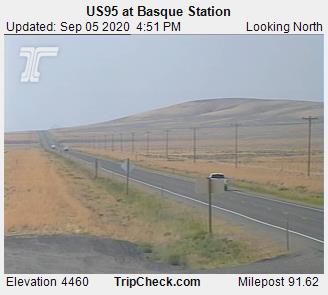 US95 at Basque Station
Updated: Sep 05 2020 4:51 PM Looking North
Elevation 4460 TripCheck.com Milepost 91.62